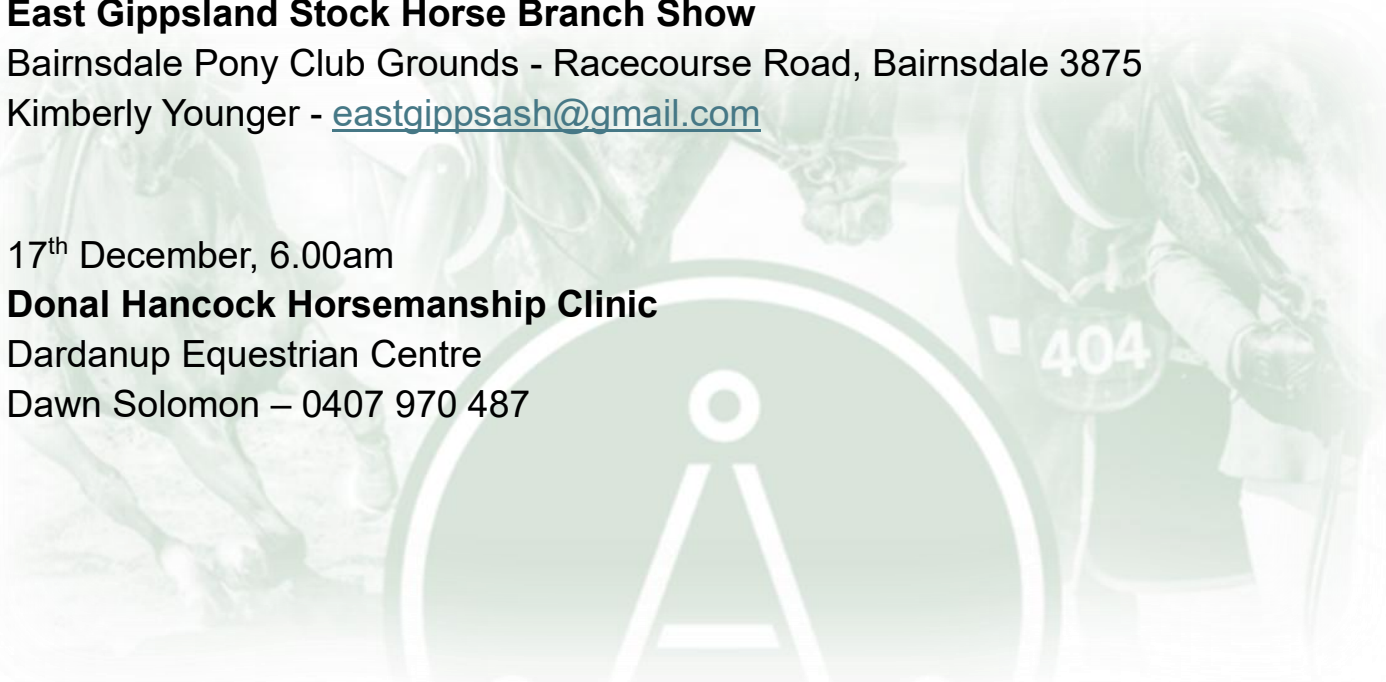 East Gippsland Stock Horse Branch Show
Bairnsdale Pony Club Grounds - Racecourse Road, Bairnsdale 3875
Kimberly Younger - eastgippsash@gmail.com
17th December, 6.00am
Donal Hancock Horsemanship Clinic
Dardanup Equestrian Centre
Dawn Solomon – 0407 970 487
404
A